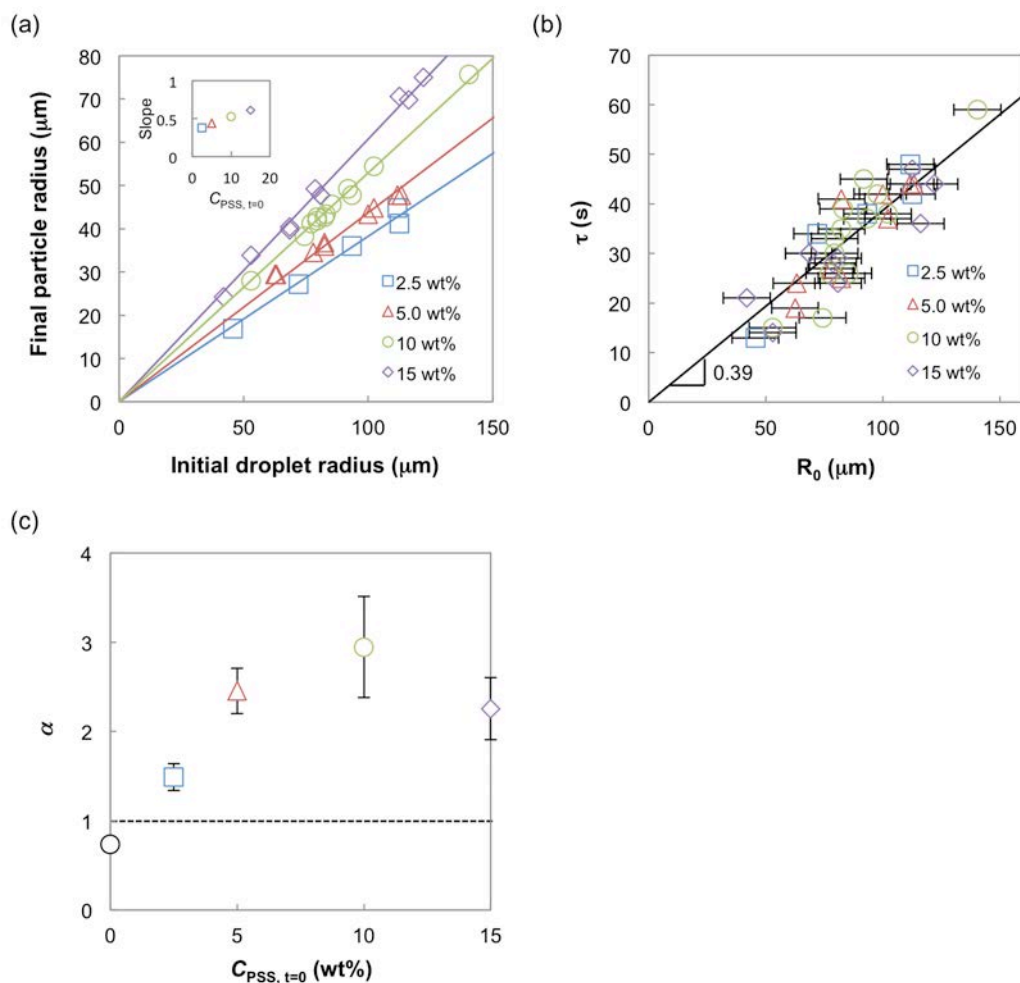 (a)
80
70
60
50
40
30
20
10
0
Final particle radius (μm)
1
0.5
0
Slope
0 10 20
C_PSS, t=0
2.5 wt%
5.0 wt%
10 wt%
15 wt%
0 50 100 150
Initial droplet radius (μm)
(b)
70
60
50
40
30
20
10
0
τ (s)
0.39
2.5 wt%
5.0 wt%
10 wt%
15 wt%
0 50 100 150
R₀ (μm)
(c)
4
3
2
1
0
α
0 5 10 15
C_PSS, t=0 (wt%)